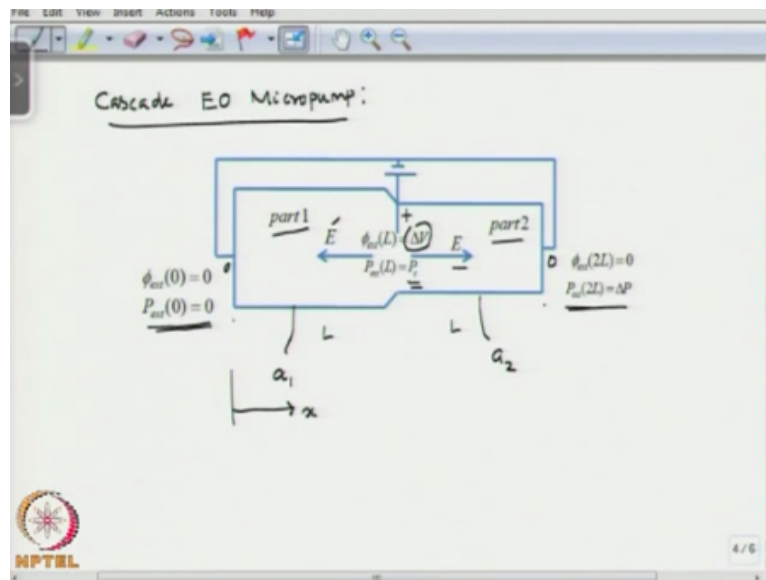 File Edit View Insert Actions Tools Help
Cascade EO Micropump:
part1
part2
+
E
ϕext(L)=ΔV
E
Pext(L)=Pc
0
0
ϕext(0)=0
Pext(0)=0
ϕext(2L)=0
Pext(2L)=ΔP
L
L
a1
a2
x
NPTEL
4/6